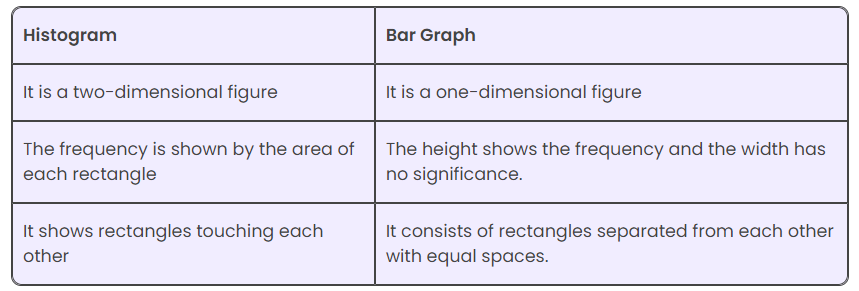 Histogram
Bar Graph
It is a two-dimensional figure
It is a one-dimensional figure
The frequency is shown by the area of
each rectangle
The height shows the frequency and the width has
no significance.
It shows rectangles touching each
other
It consists of rectangles separated from each other
with equal spaces.